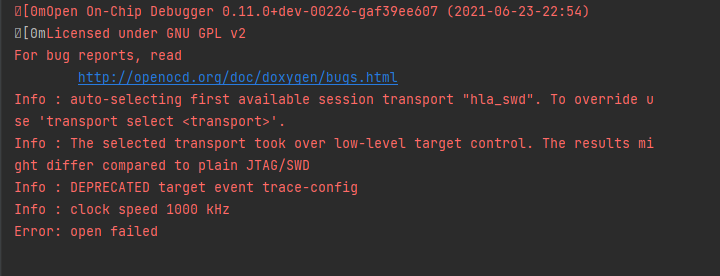 [0mOpen On-Chip Debugger 0.11.0+dev-00226-gaf39ee607 (2021-06-23-22:54)
[0mLicensed under GNU GPL v2
For bug reports, read
http://openocd.org/doc/doxygen/bugs.html
Info : auto-selecting first available session transport "hla_swd". To override u
se 'transport select <transport>'.
Info : The selected transport took over low-level target control. The results mi
ght differ compared to plain JTAG/SWD
Info : DEPRECATED target event trace-config
Info : clock speed 1000 kHz
Error: open failed